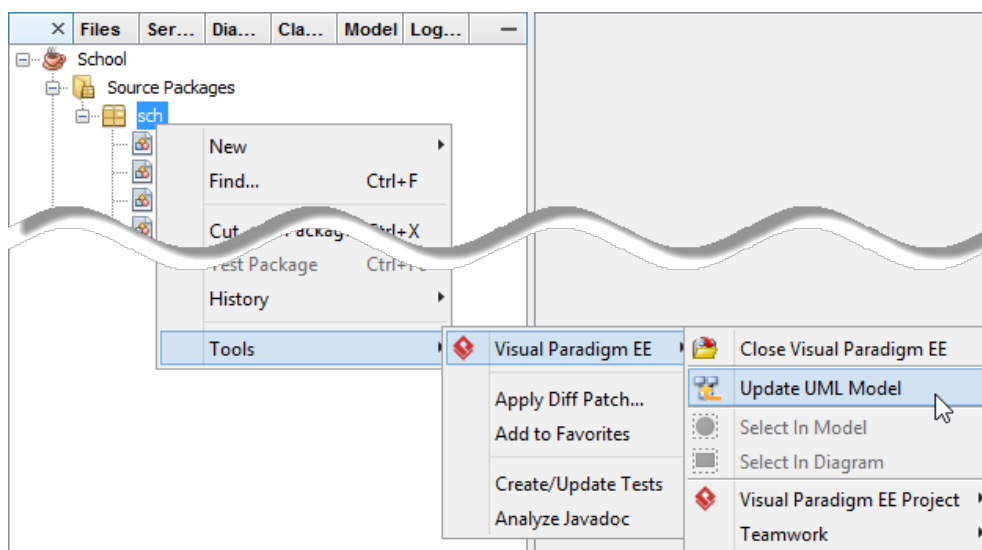 Files Ser... Dia... Cla... Model Log...
School
Source Packages
sch
New
Find... Ctrl+F
Cut Ctrl+X
Test Package
History
Tools
Visual Paradigm EE
Apply Diff Patch...
Add to Favorites
Create/Update Tests
Analyze Javadoc
Close Visual Paradigm EE
Update UML Model
Select In Model
Select In Diagram
Visual Paradigm EE Project
Teamwork